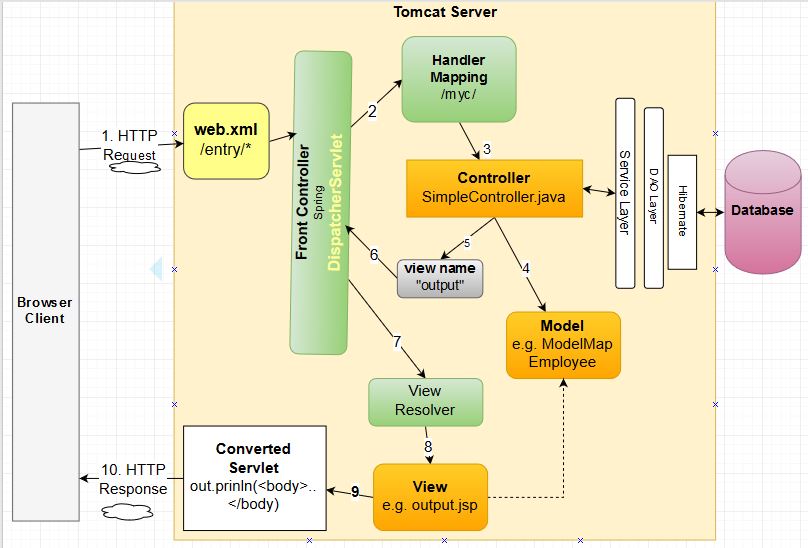 Tomcat Server
Handler
Mapping
/myc/
2
1. HTTP
Request
web.xml
/entry/*
Front Controller
Spring
DispatcherServlet
3
Controller
SimpleController.java
Service Layer
DAO Layer
Hibernate
Database
5
6
view name
"output"
4
Browser
Client
Model
e.g. ModelMap
Employee
7
View
Resolver
8
Converted
Servlet
out.prinln(<body>..
</body)
10. HTTP
Response
9
View
e.g. output.jsp